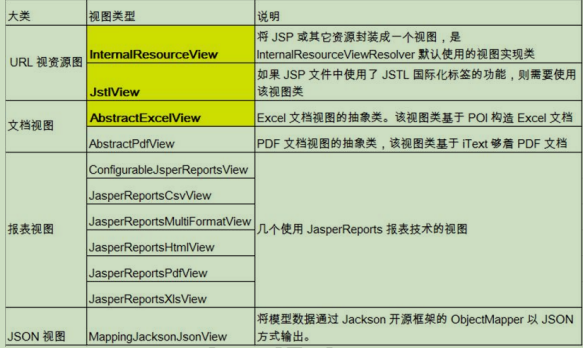 大类 视图类型 说明
将 JSP 或其它资源封装成一个视图，是
URL 视资源图 InternalResourceView InternalResourceViewResolver 默认使用的视图实现类
如果 JSP 文件中使用了 JSTL 国际化标签的功能，则需要使用
JstlView 该视图类
文档视图 AbstractExcelView Excel 文档视图的抽象类。该视图类基于 POI 构造 Excel 文档
AbstractPdfView PDF 文档视图的抽象类，该视图类基于 iText 够着 PDF 文档
报表视图 ConfigurableJsperReportsView 几个使用 JasperReports 报表技术的视图
JasperReportsCsvView
JasperReportsMultiFormatView
JasperReportsHtmlView
JasperReportsPdfView
JasperReportsXlsView
将模型数据通过 Jackson 开源框架的 ObjectMapper 以 JSON
JSON 视图 MappingJacksonJsonView 方式输出。